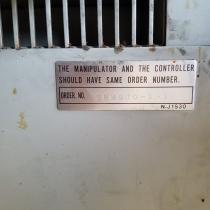 THE MANIPULATOR AND THE CONTROLLER
SHOULD HAVE SAME ORDER NUMBER.
ORDER. NO.
N-J1530